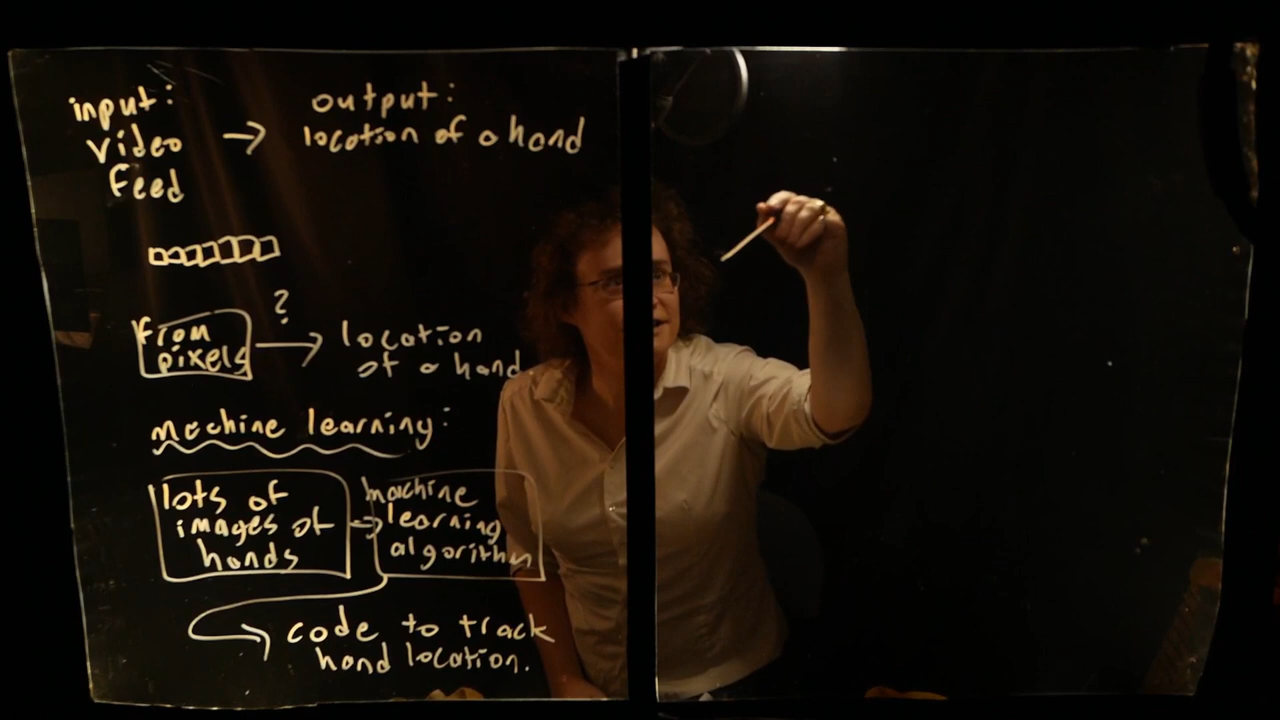 input:
video
feed
→
output:
location of a hand
from
pixels
?
→
location
of a hand.
machine learning:
lots of
images of
hands
→
machine
learning
algorithm
code to track
hand location.